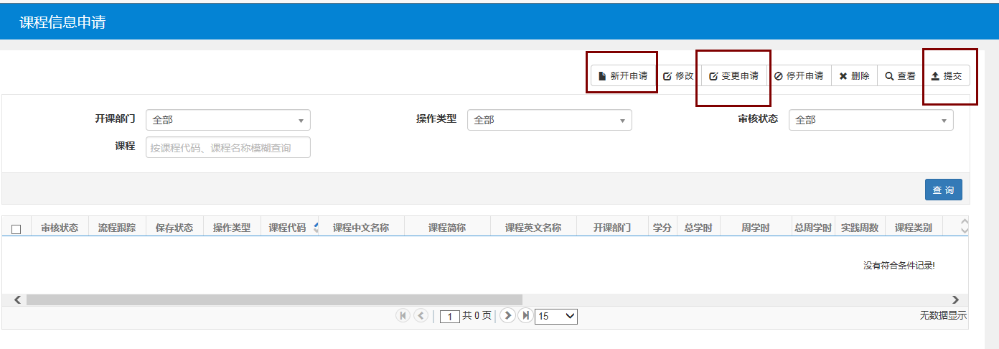 课程信息申请
新开申请 修改 变更申请 停开申请 删除 查看 提交
开课部门 全部 操作类型 全部 审核状态 全部
课程 按课程代码、课程名称模糊查询
查 询
审核状态 流程跟踪 保存状态 操作类型 课程代码 课程中文名称 课程简称 课程英文名称 开课部门 学分 总学时 周学时 总周学时 实践周数 课程类别
没有符合条件记录!
1 共 0 页 15 无数据显示